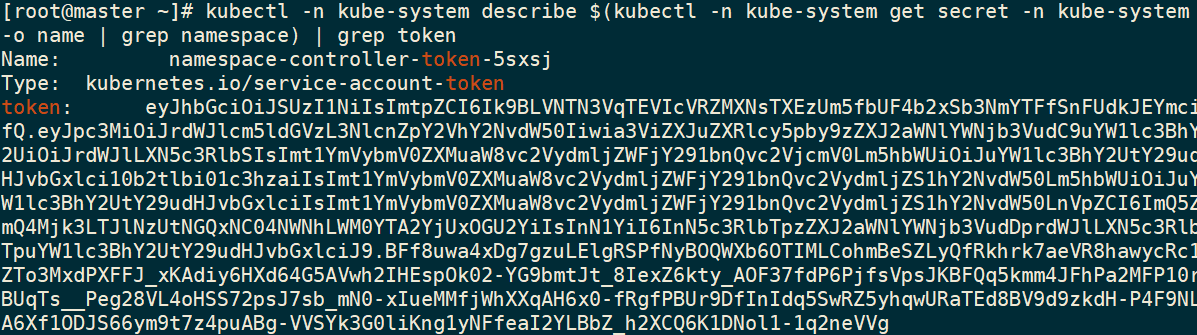 [root@master ~]# kubectl -n kube-system describe $(kubectl -n kube-system get secret -n kube-system
-o name | grep namespace) | grep token
Name:         namespace-controller-token-5sxsj
Type:  kubernetes.io/service-account-token
token:      eyJhbGciOiJSUzI1NiIsImtpZCI6Ik9BLVNTN3VqTEVIcVRZMXNsTXEzUm5fbUF4b2xSb3NmYTFfSnFUdkJEYmci
fQ.eyJpc3MiOiJrdWJlcm5ldGVzL3NlcnZpY2VhY2NvdW50Iiwia3ViZXJuZXRlcy5pby9zZXJ2aWNlYWNjb3VudC9uYW1lc3BhY
2UiOiJrdWJlLXN5c3RlbSIsImt1YmVybmV0ZXMuaW8vc2VydmljZWFjY291bnQvc2VjcmV0Lm5hbWUiOiJuYW1lc3BhY2UtY29ud
HJvbGxlci10b2tlbi01c3hzaiIsImt1YmVybmV0ZXMuaW8vc2VydmljZWFjY291bnQvc2VydmljZS1hY2NvdW50Lm5hbWUiOiJuY
W1lc3BhY2UtY29udHJvbGxlciIsImt1YmVybmV0ZXMuaW8vc2VydmljZWFjY291bnQvc2VydmljZS1hY2NvdW50LnVpZCI6ImQ5Z
mQ4Mjk3LTJlNzUtNGQxNC04NWNhLWM0YTA2YjUxOGU2YiIsInN1YiI6InN5c3RlbTpzZXJ2aWNlYWNjb3VudDprdWJlLXN5c3Rlb
TpuYW1lc3BhY2UtY29udHJvbGxlciJ9.BFf8uwa4xDg7gzuLElgRSPfNyBOQWXb6OTIMLCohmBeSZLyQfRkhrk7aeVR8hawycRc1
ZTo3MxdPXFFJ_xKAdiy6HXd64G5AVwh2IHEspOk02-YG9bmtJt_8IexZ6kty_AOF37fdP6PjfsVpsJKBFQq5kmm4JFhPa2MFP10r
BUqTs__Peg28VL4oHSS72psJ7sb_mN0-xIueMMfjWhXXqAH6x0-fRgfPBUr9DfInIdq5SwRZ5yhqwURaTEd8BV9d9zkdH-P4F9NL
A6Xf1ODJS66ym9t7z4puABg-VVSYk3G0liKng1yNFfeaI2YLBbZ_h2XCQ6K1DNol1-1q2neVVg